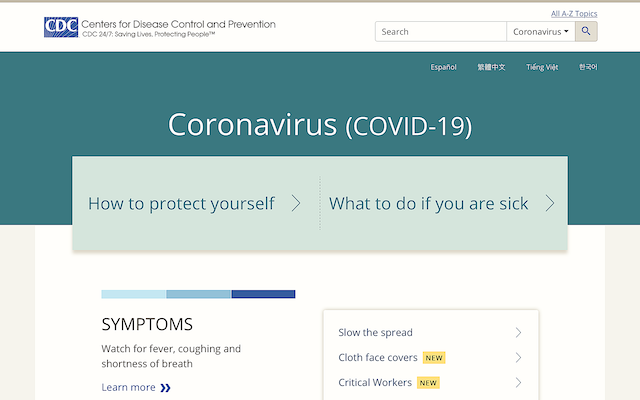 All A-Z Topics
CDC
Centers for Disease Control and Prevention
CDC 24/7: Saving Lives, Protecting People™
Search
Coronavirus
Español
繁體中文
Tiếng Việt
한국어
Coronavirus (COVID-19)
How to protect yourself
What to do if you are sick
SYMPTOMS
Watch for fever, coughing and
shortness of breath
Learn more
Slow the spread
Cloth face covers NEW
Critical Workers NEW